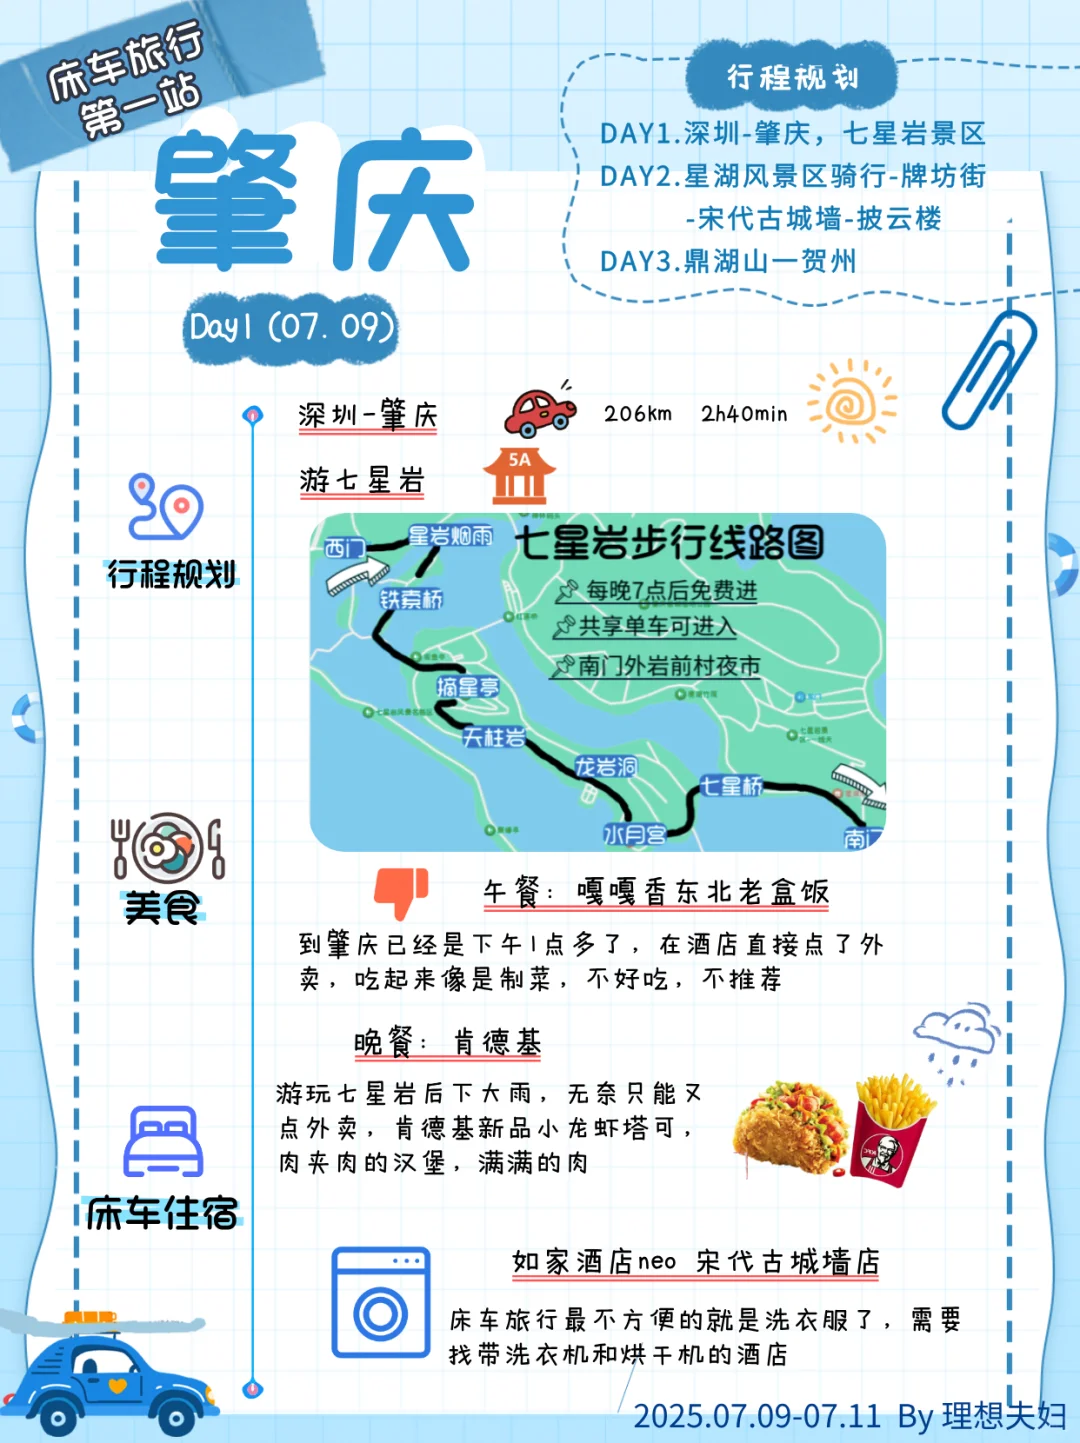 床车旅行
第一站
肇庆
行程规划
DAY1.深圳-肇庆，七星岩景区
DAY2.星湖风景区骑行-牌坊街
-宋代古城墙-披云楼
DAY3.鼎湖山一贺州
Day1 (07. 09)
深圳-肇庆
206km 2h40min
游七星岩
5A
行程规划
七星岩步行线路图
西门
星岩烟雨
每晚7点后免费进
铁索桥
共享单车可进入
南门外岩前村夜市
摘星亭
天柱岩
龙岩洞
七星桥
水月宫
南门
美食
午餐：嘎嘎香东北老盒饭
到肇庆已经是下午1点多了，在酒店直接点了外
卖，吃起来像是制菜，不好吃，不推荐
晚餐：肯德基
游玩七星岩后下大雨，无奈只能又
点外卖，肯德基新品小龙虾塔可，
肉夹肉的汉堡，满满的肉
床车住宿
如家酒店neo 宋代古城墙店
床车旅行最不方便的就是洗衣服了，需要
找带洗衣机和烘干机的酒店
2025.07.09-07.11 By 理想夫妇